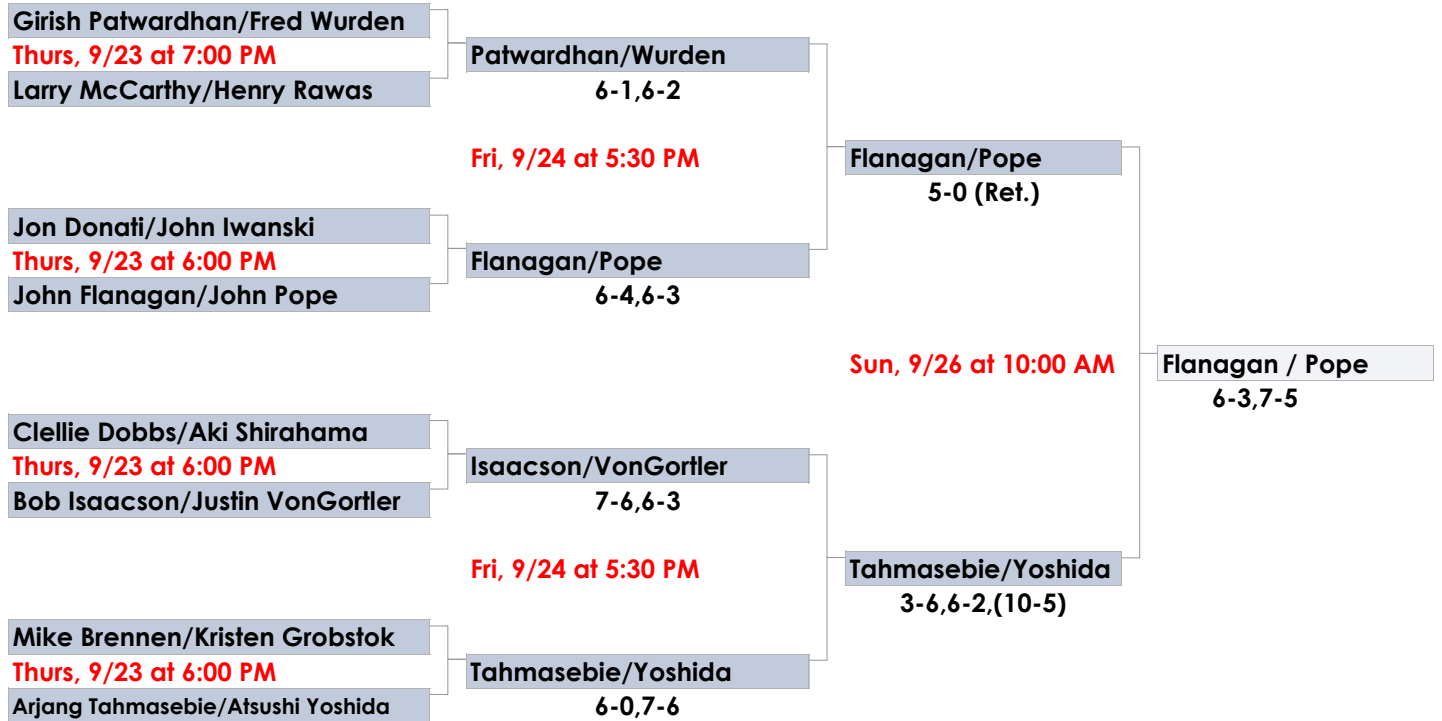 Girish Patwardhan/Fred Wurden
Thurs, 9/23 at 7:00 PM
Larry McCarthy/Henry Rawas
Patwardhan/Wurden
6-1,6-2
Fri, 9/24 at 5:30 PM
Jon Donati/John Iwanski
Thurs, 9/23 at 6:00 PM
John Flanagan/John Pope
Flanagan/Pope
6-4,6-3
Flanagan/Pope
5-0 (Ret.)
Clellie Dobbs/Aki Shirahama
Thurs, 9/23 at 6:00 PM
Bob Isaacson/Justin VonGortler
Isaacson/VonGortler
7-6,6-3
Fri, 9/24 at 5:30 PM
Mike Brennen/Kristen Grobstok
Thurs, 9/23 at 6:00 PM
Arjang Tahmasebie/Atsushi Yoshida
Tahmasebie/Yoshida
6-0,7-6
Tahmasebie/Yoshida
3-6,6-2,(10-5)
Sun, 9/26 at 10:00 AM
Flanagan / Pope
6-3,7-5